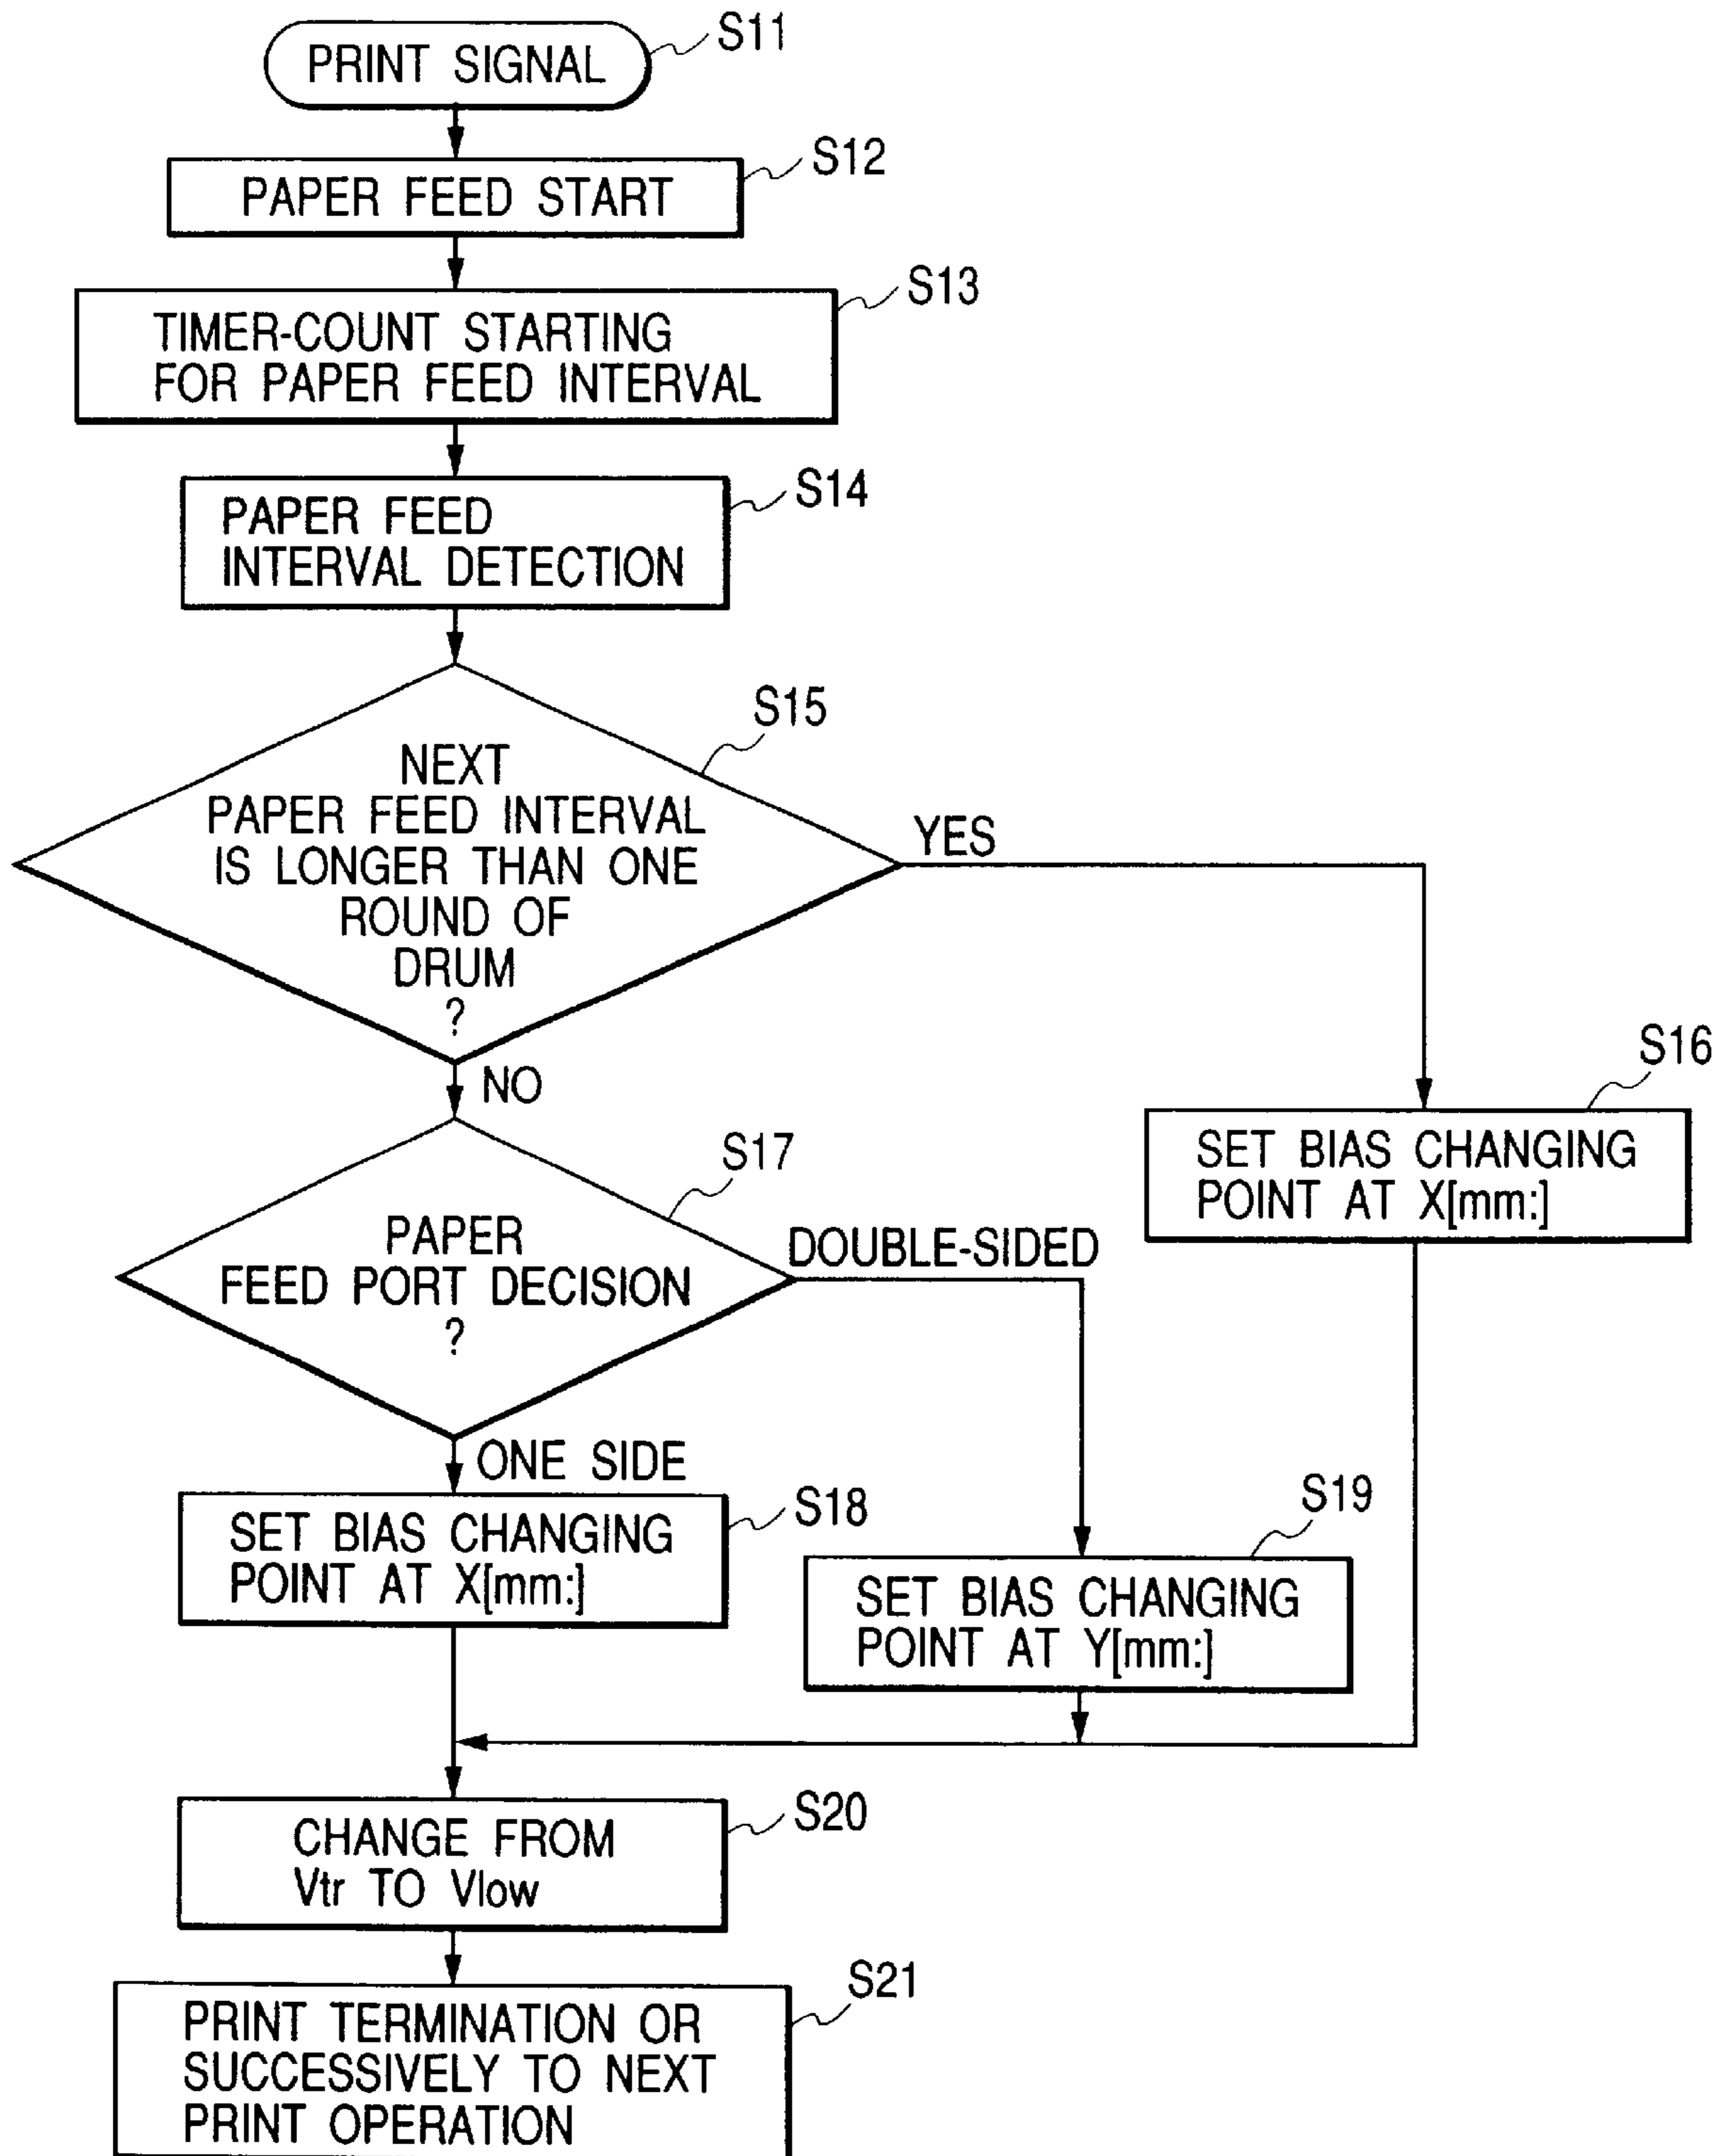 PRINT SIGNAL
S11
PAPER FEED START
S12
TIMER-COUNT STARTING
FOR PAPER FEED INTERVAL
S13
PAPER FEED
INTERVAL DETECTION
S14
NEXT
PAPER FEED INTERVAL
IS LONGER THAN ONE
ROUND OF
DRUM
?
S15
YES
NO
SET BIAS CHANGING
POINT AT X[mm:]
S16
PAPER
FEED PORT DECISION
?
S17
DOUBLE-SIDED
ONE SIDE
SET BIAS CHANGING
POINT AT X[mm:]
S18
SET BIAS CHANGING
POINT AT Y[mm:]
S19
CHANGE FROM
Vtr TO Vlow
S20
PRINT TERMINATION OR
SUCCESSIVELY TO NEXT
PRINT OPERATION
S21